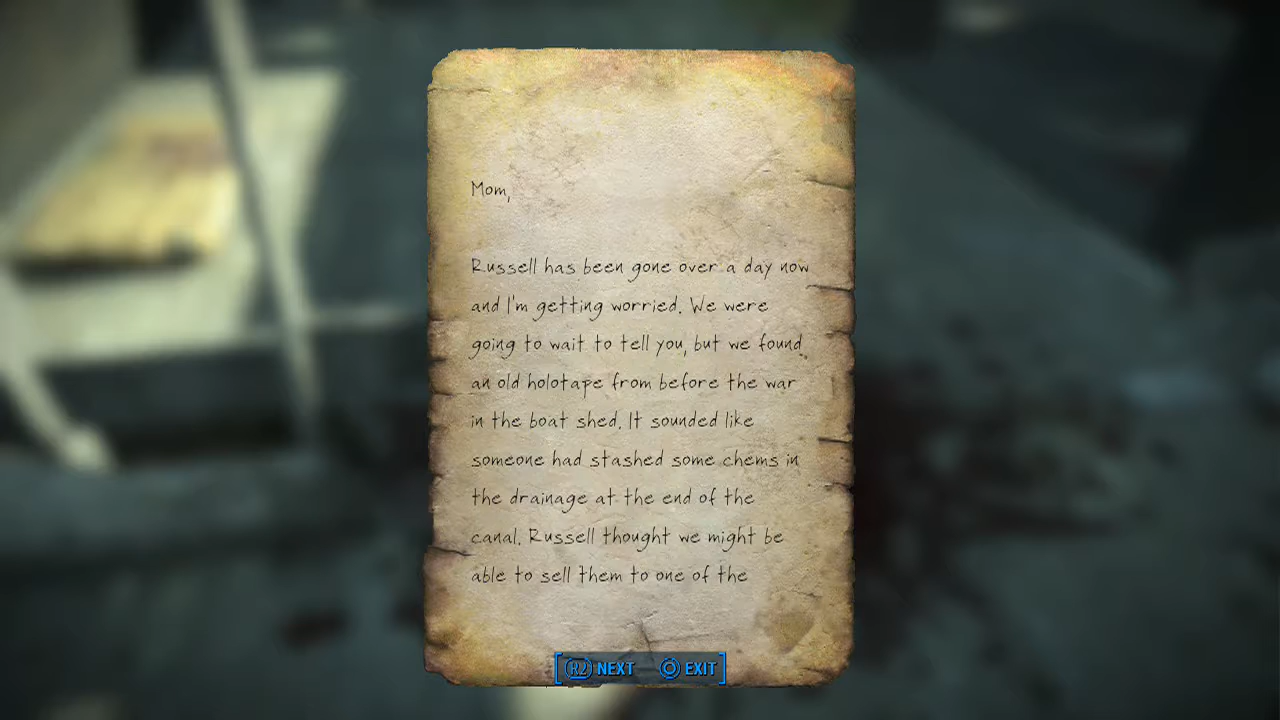 Mom,
Russell has been gone over a day now
and I'm getting worried. We were
going to wait to tell you, but we found
an old holotape from before the war
in the boat shed. It sounded like
someone had stashed some chems in
the drainage at the end of the
canal. Russell thought we might be
able to sell them to one of the
R2 NEXT O EXIT